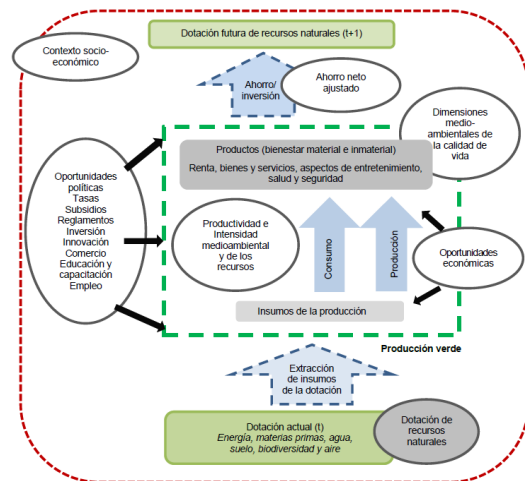 Dotación futura de recursos naturales (t+1)
Contexto socio-
económico
Ahorro/
inversión
Ahorro neto
ajustado
Dimensiones
medio-
ambientales de
la calidad de
vida
Productos (bienestar material e inmaterial)
Renta, bienes y servicios, aspectos de entretenimiento,
salud y seguridad
Oportunidades
políticas
Tasas
Subsidios
Reglamentos
Inversión
Innovación
Comercio
Educación y
capacitación
Empleo
Productividad e
Intensidad
medioambiental
y de los
recursos
Consumo
Producción
Oportunidades
económicas
Insumos de la producción
Producción verde
Extracción
de insumos
de la dotación
Dotación actual (t)
Energía, materias primas, agua,
suelo, biodiversidad y aire
Dotación de
recursos
naturales